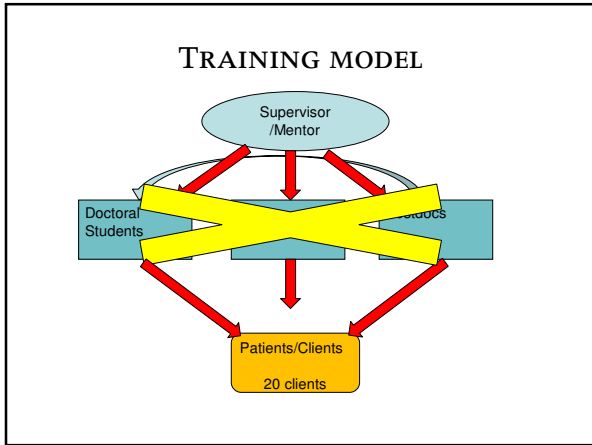 TRAINING MODEL
Supervisor
/Mentor
Doctoral
Students
Patients/Clients
20 clients